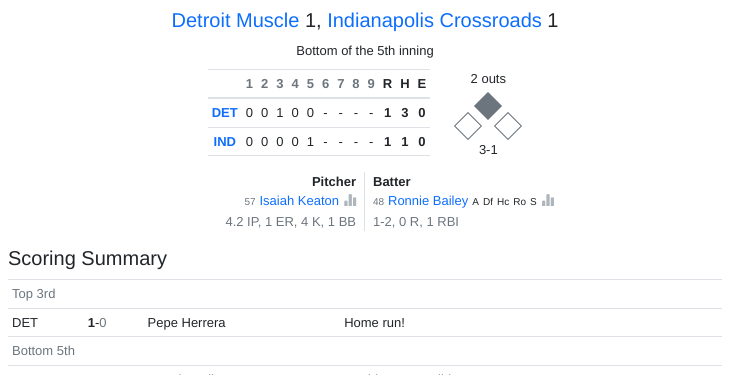 Detroit Muscle 1, Indianapolis Crossroads 1
Bottom of the 5th inning
1 2 3 4 5 6 7 8 9 R H E
DET 0 0 1 0 0 - - - - 1 3 0
IND 0 0 0 0 1 - - - - 1 1 0
2 outs
3-1
Pitcher Batter
57 Isaiah Keaton 48 Ronnie Bailey A Df Hc Ro S
4.2 IP, 1 ER, 4 K, 1 BB 1-2, 0 R, 1 RBI
Scoring Summary
Top 3rd
DET 1-0 Pepe Herrera Home run!
Bottom 5th